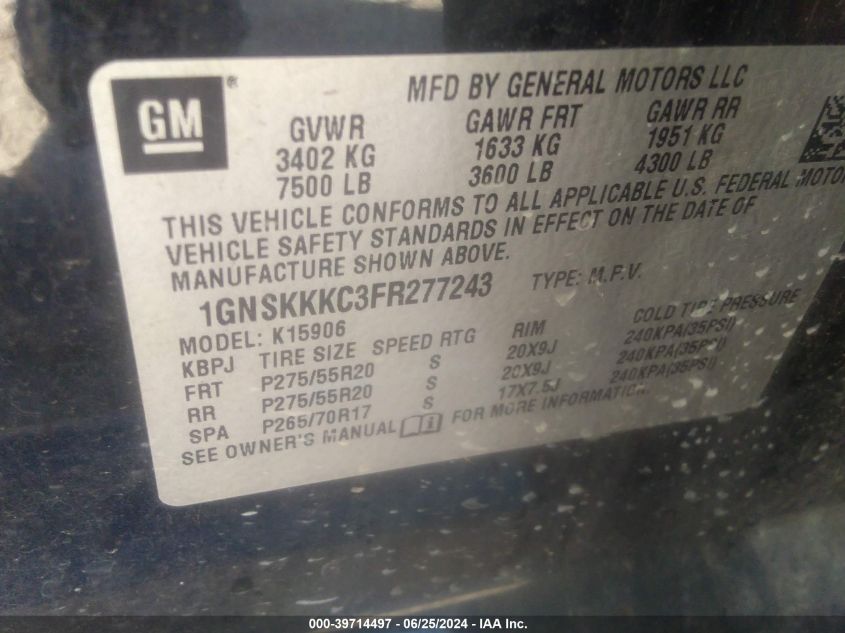 GM ®
MFD BY GENERAL MOTORS LLC
GVWR GAWR FRT GAWR RR
3402 KG 1633 KG 1951 KG
7500 LB 3600 LB 4300 LB
THIS VEHICLE CONFORMS TO ALL APPLICABLE U.S. FEDERAL MOTOR
VEHICLE SAFETY STANDARDS IN EFFECT ON THE DATE OF
MANUFACTURE SHOWN ABOVE.
1GNSKKKC3FR277243 TYPE: M.P.V.
MODEL: K15906
KBPJ TIRE SIZE SPEED RTG RIM COLD TIRE PRESSURE
FRT P275/55R20 S 20X9J 240KPA(35PSI)
RR P275/55R20 S 20X9J 240KPA(35PSI)
SPA P265/70R17 S 17X7.5J 240KPA(35PSI)
SEE OWNER'S MANUAL FOR MORE INFORMATION.
000-39714497 - 06/25/2024 - IAA Inc.